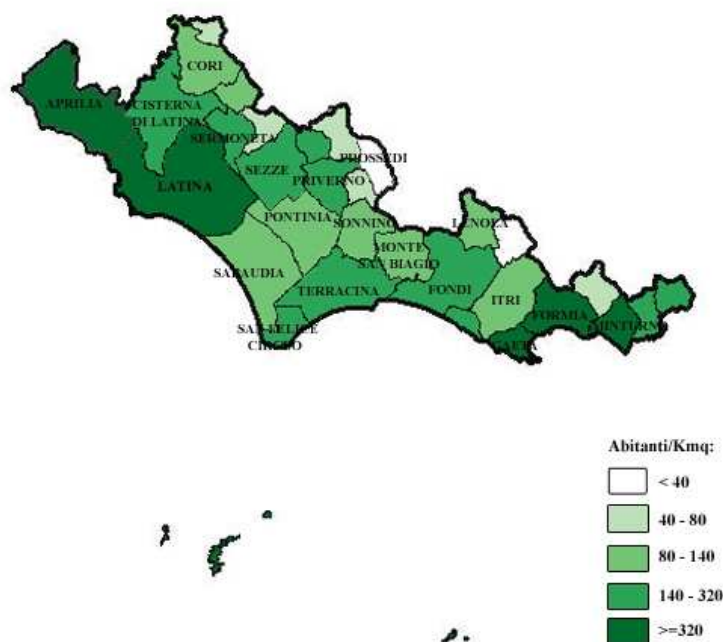 CORI
APRILIA
CISTERNA
DI LATINA
SERMONETA
PROSSEDI
SEZZE
PRIVERNO
LATINA
PONTINIA
SONNINO
LENOLA
MONTE
SAN BIAGIO
SABAUDIA
TERRACINA
FONDI
ITRI
FORMIA
MINTURNO
SAN FELICE
CIRCEO
GAETA
Abitanti/Kmq:
< 40
40 - 80
80 - 140
140 - 320
>=320